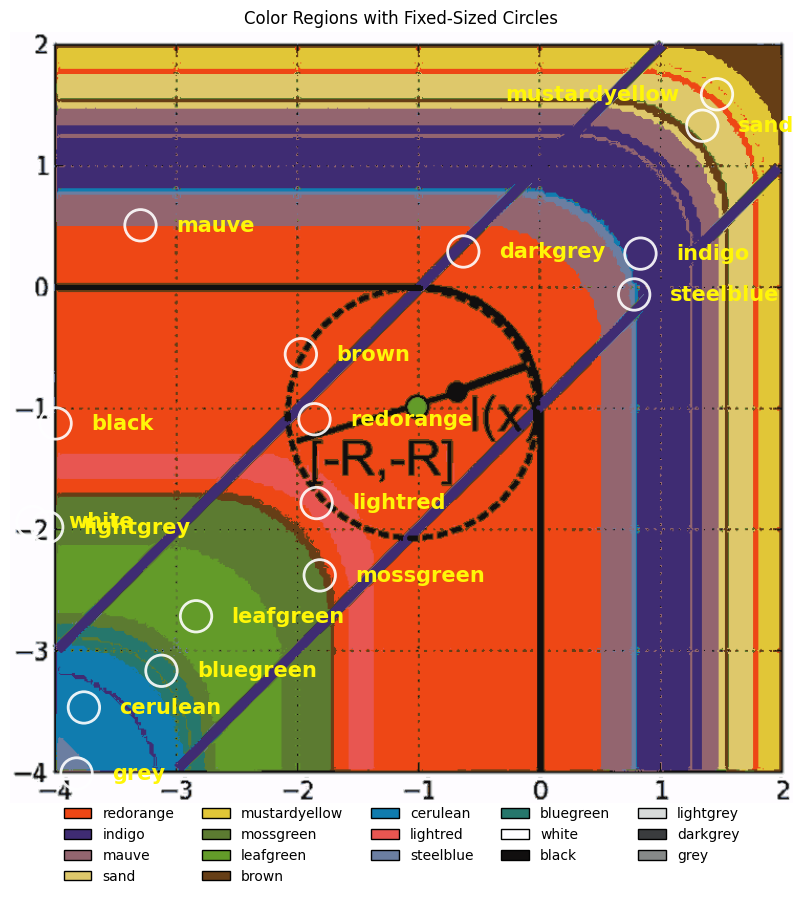 Color Regions with Fixed-Sized Circles
2
mustardyellow
sand
1
mauve
darkgrey
indigo
0
steelblue
brown
−1
black
redorange
l(x)
[-R,-R]
−2
white
lightgrey
lightred
mossgreen
leafgreen
−3
bluegreen
cerulean
−4
grey
−4 −3 −2 −1 0 1 2
redorange mustardyellow cerulean bluegreen lightgrey
indigo mossgreen lightred white darkgrey
mauve leafgreen steelblue black grey
sand brown